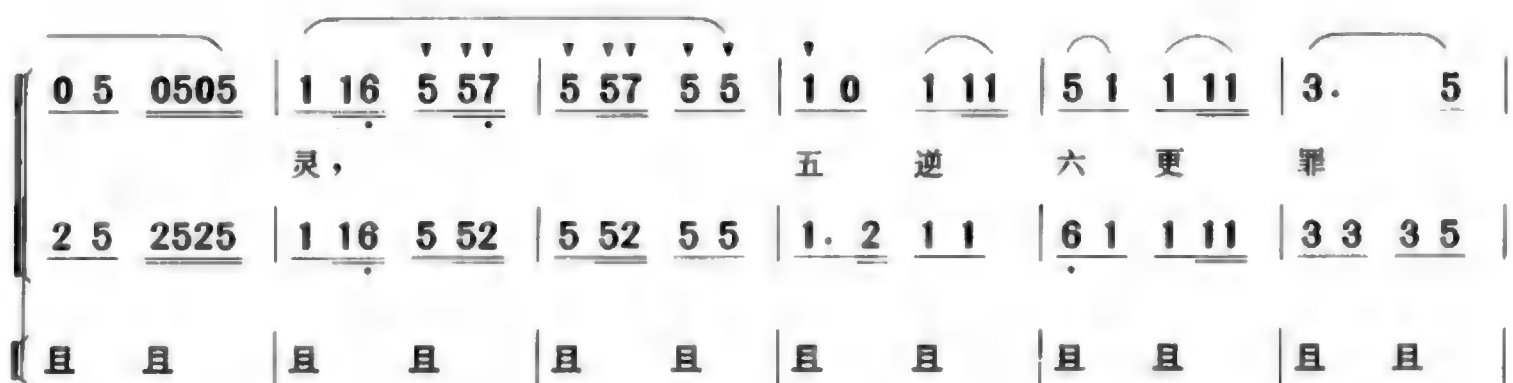 0 5 0505 | 1 16 5 57 | 5 57 5 5 | 1 0 1 11 | 5 1 1 11 | 3. 5 |
灵， 五 逆 六 更 罪
2 5 2525 | 1 16 5 52 | 5 52 5 5 | 1. 2 1 1 | 6 1 1 11 | 3 3 3 5 |
且 且 | 且 且 | 且 且 | 且 且 | 且 且 | 且 且